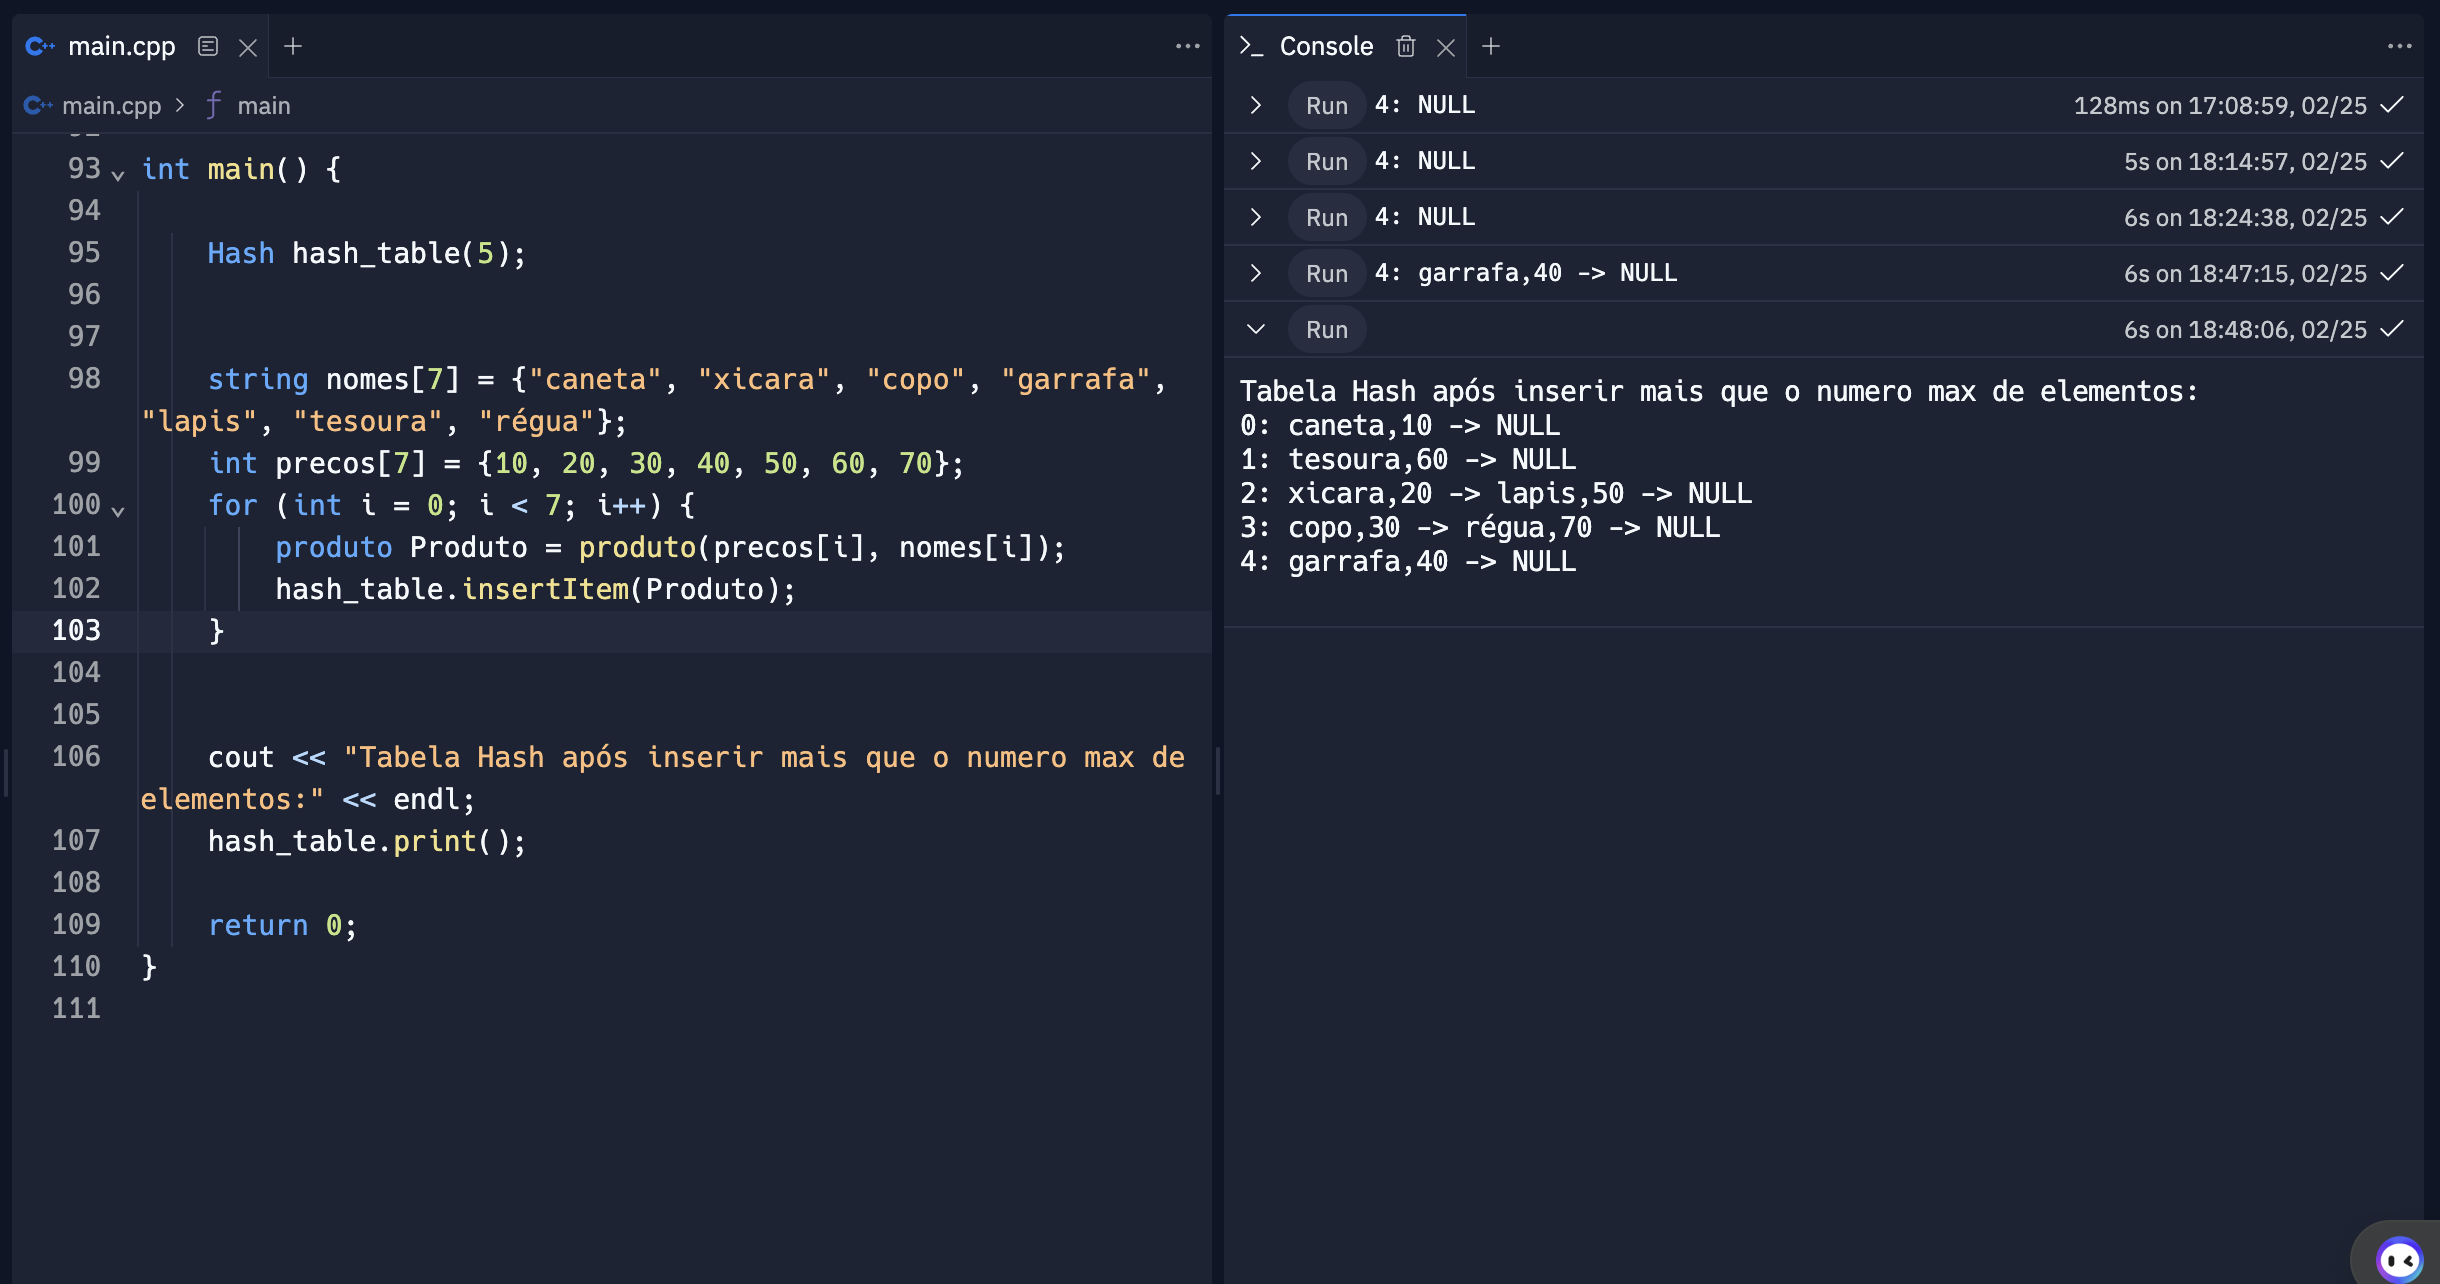 main.cpp
main.cpp > main
93 int main() {
94
95 Hash hash_table(5);
96
97
98 string nomes[7] = {"caneta", "xicara", "copo", "garrafa",
"lapis", "tesoura", "régua"};
99 int precos[7] = {10, 20, 30, 40, 50, 60, 70};
100 for (int i = 0; i < 7; i++) {
101 produto Produto = produto(precos[i], nomes[i]);
102 hash_table.insertItem(Produto);
103 }
104
105
106 cout << "Tabela Hash após inserir mais que o numero max de
elementos:" << endl;
107 hash_table.print();
108
109 return 0;
110 }
111
Console
Run 4: NULL 128ms on 17:08:59, 02/25
Run 4: NULL 5s on 18:14:57, 02/25
Run 4: NULL 6s on 18:24:38, 02/25
Run 4: garrafa,40 -> NULL 6s on 18:47:15, 02/25
Run 6s on 18:48:06, 02/25
Tabela Hash após inserir mais que o numero max de elementos:
0: caneta,10 -> NULL
1: tesoura,60 -> NULL
2: xicara,20 -> lapis,50 -> NULL
3: copo,30 -> régua,70 -> NULL
4: garrafa,40 -> NULL